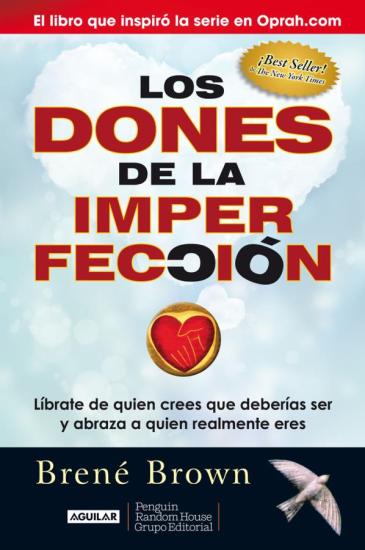 El libro que inspiró la serie en Oprah.com
¡Best Seller!
& The New York Times
LOS
DONES
DE LA
IMPER
FECCIÓN
Líbrate de quien crees que deberías ser
y abraza a quien realmente eres
Brené Brown
AGUILAR
Penguin
Random House
Grupo Editorial